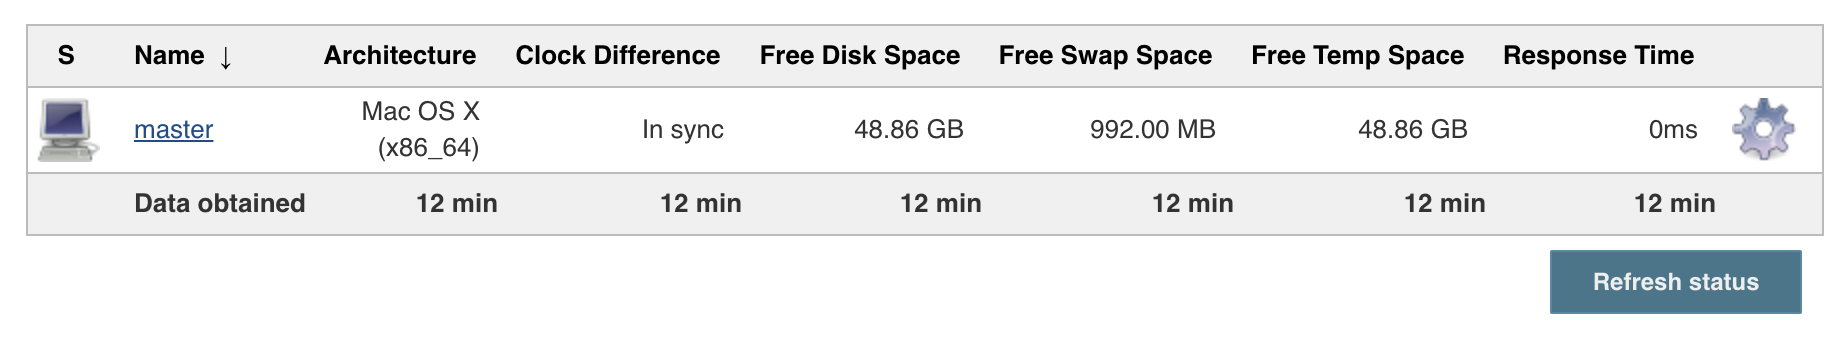 S Name ↓ Architecture Clock Difference Free Disk Space Free Swap Space Free Temp Space Response Time
master Mac OS X (x86_64) In sync 48.86 GB 992.00 MB 48.86 GB 0ms
Data obtained 12 min 12 min 12 min 12 min 12 min 12 min
Refresh status